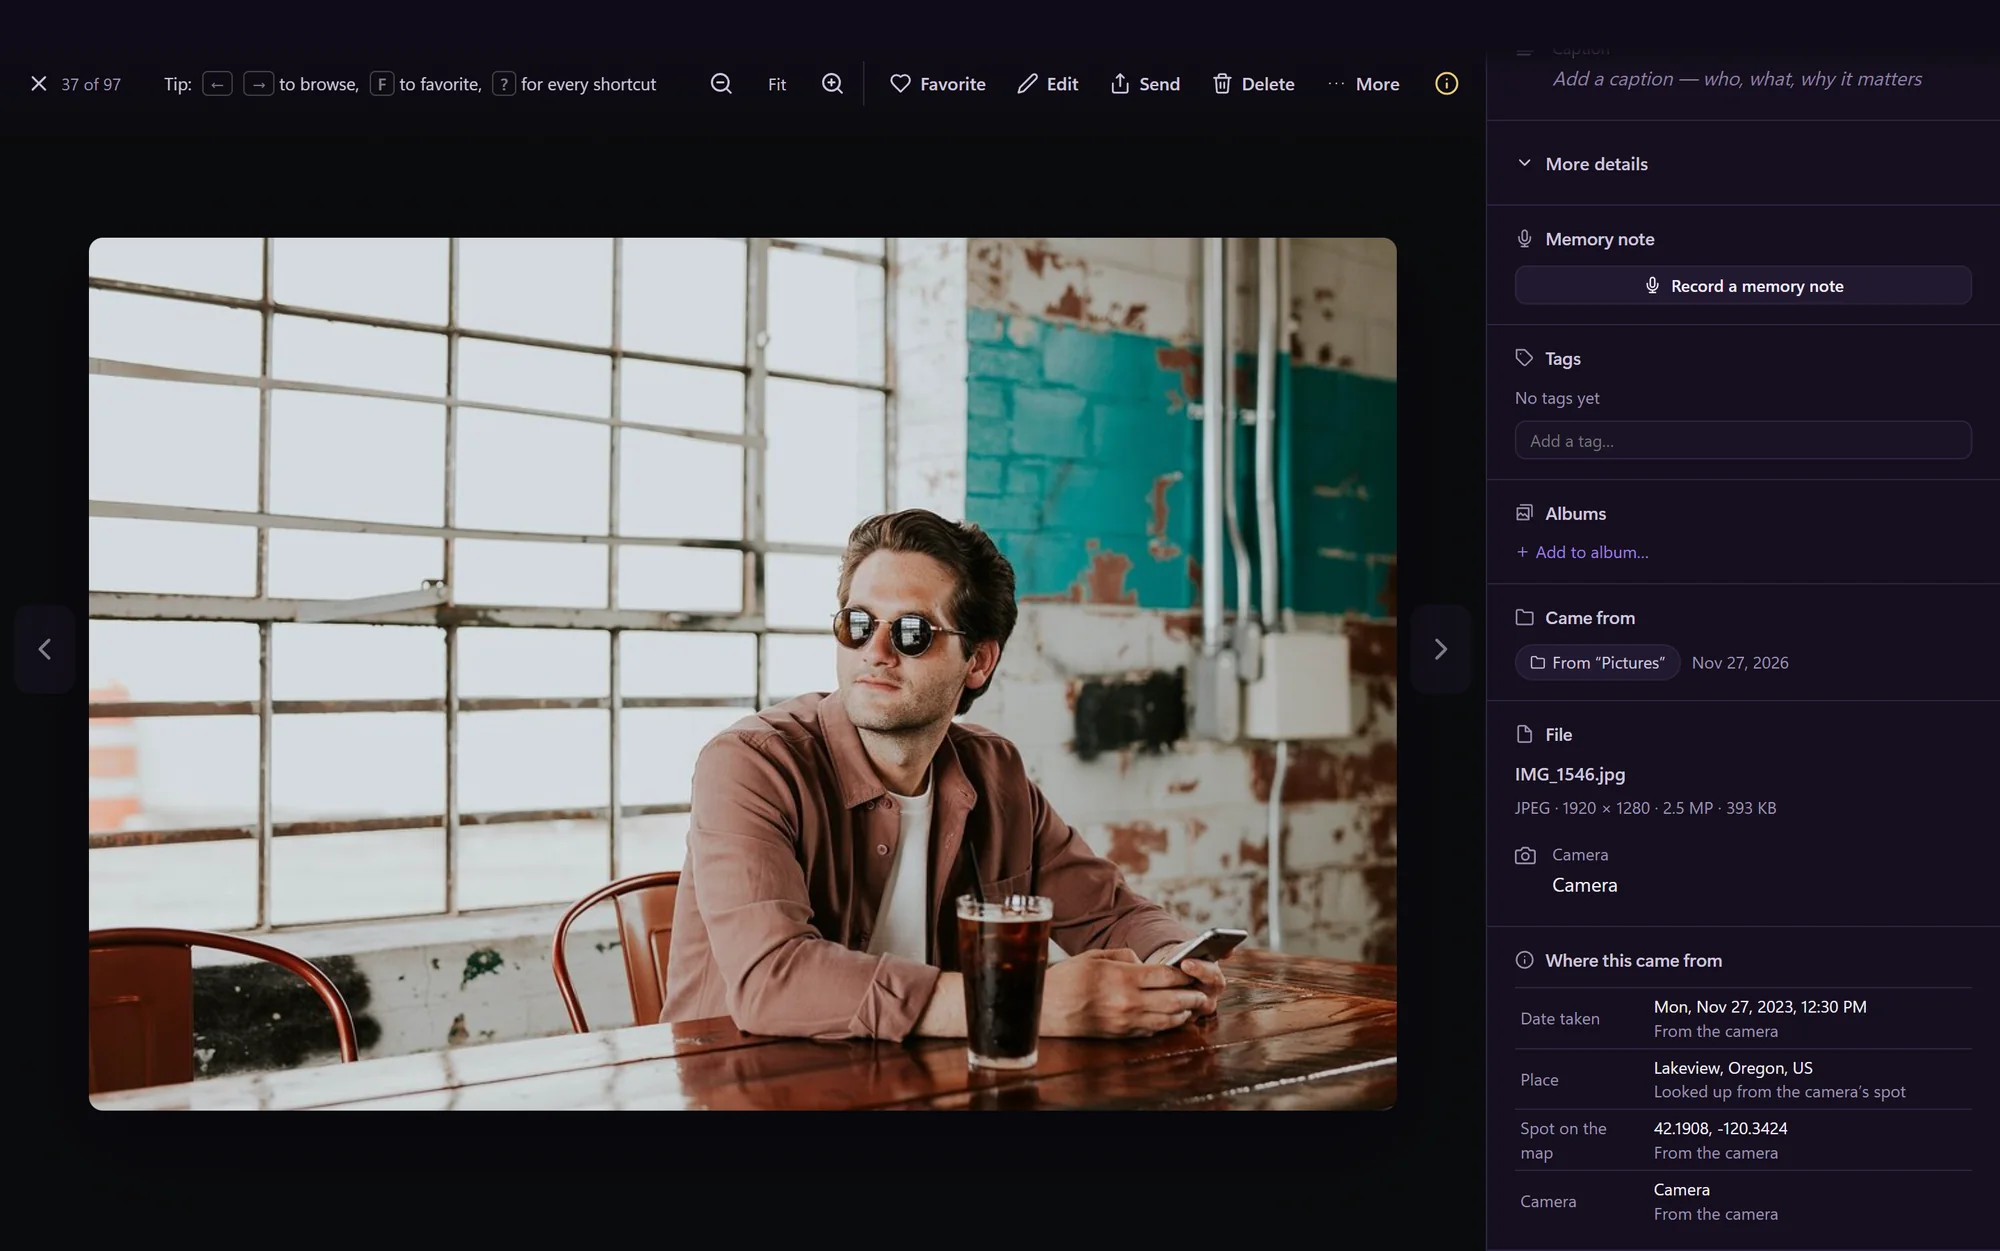 37 of 97
Tip: ← → to browse, F to favorite, ? for every shortcut
Fit
Favorite
Edit
Send
Delete
··· More
Caption
Add a caption — who, what, why it matters
More details
Memory note
Record a memory note
Tags
No tags yet
Add a tag...
Albums
+ Add to album...
Came from
From “Pictures” Nov 27, 2026
File
IMG_1546.jpg
JPEG · 1920 × 1280 · 2.5 MP · 393 KB
Camera
Camera
Where this came from
Date taken
Mon, Nov 27, 2023, 12:30 PM
From the camera
Place
Lakeview, Oregon, US
Looked up from the camera’s spot
Spot on the
map
42.1908, -120.3424
From the camera
Camera
Camera
From the camera